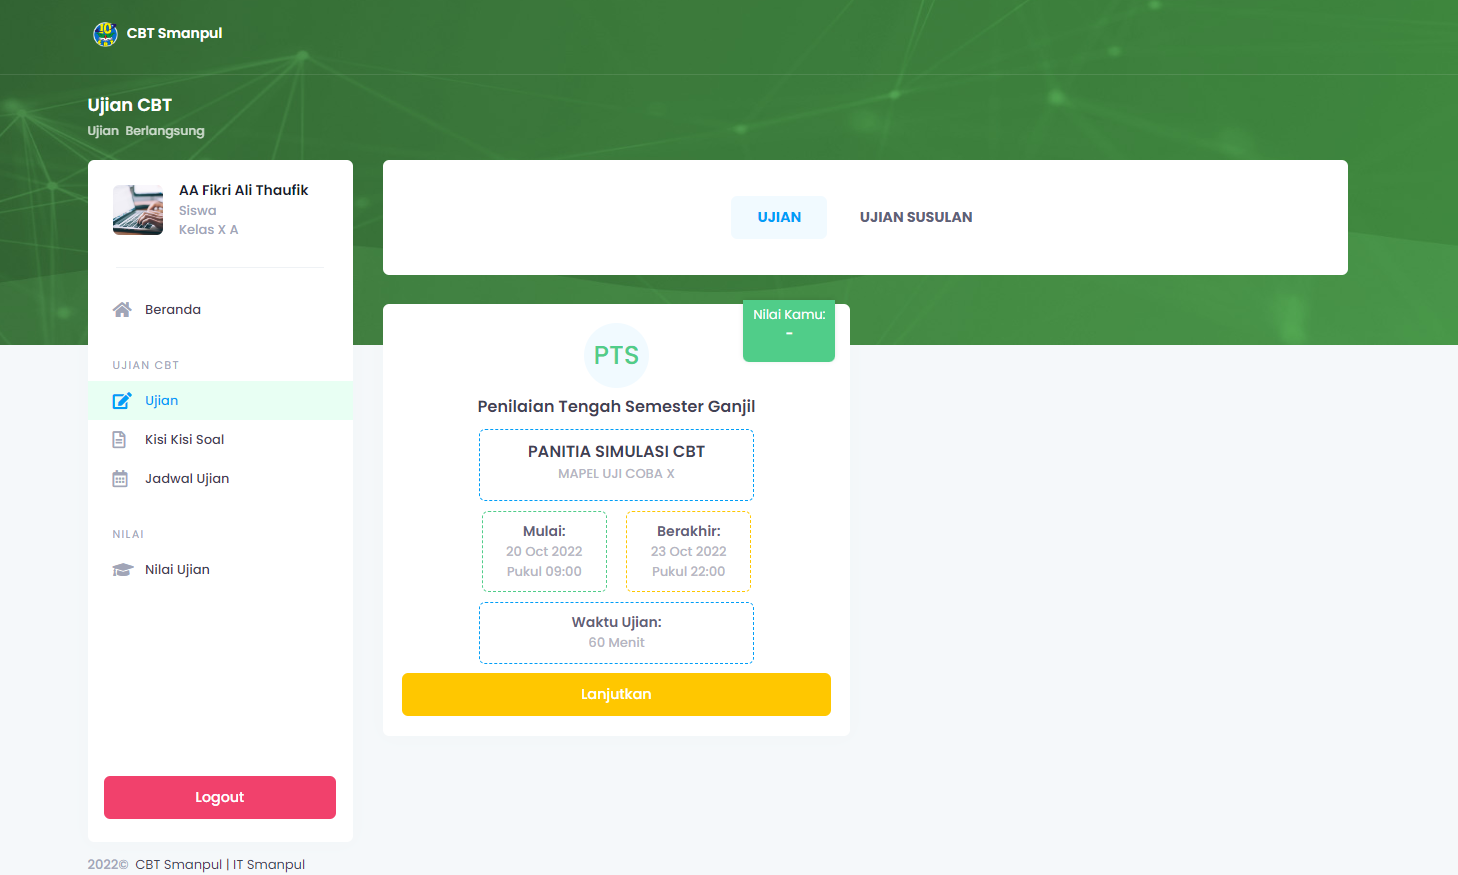 CBT Smanpul
Ujian CBT
Ujian Berlangsung
AA Fikri Ali Thaufik
Siswa
Kelas X A
Beranda
UJIAN CBT
Ujian
Kisi Kisi Soal
Jadwal Ujian
NILAI
Nilai Ujian
Logout
UJIAN
UJIAN SUSULAN
Nilai Kamu:
-
PTS
Penilaian Tengah Semester Ganjil
PANITIA SIMULASI CBT
MAPEL UJI COBA X
Mulai:
20 Oct 2022
Pukul 09:00
Berakhir:
23 Oct 2022
Pukul 22:00
Waktu Ujian:
60 Menit
Lanjutkan
2022© CBT Smanpul | IT Smanpul